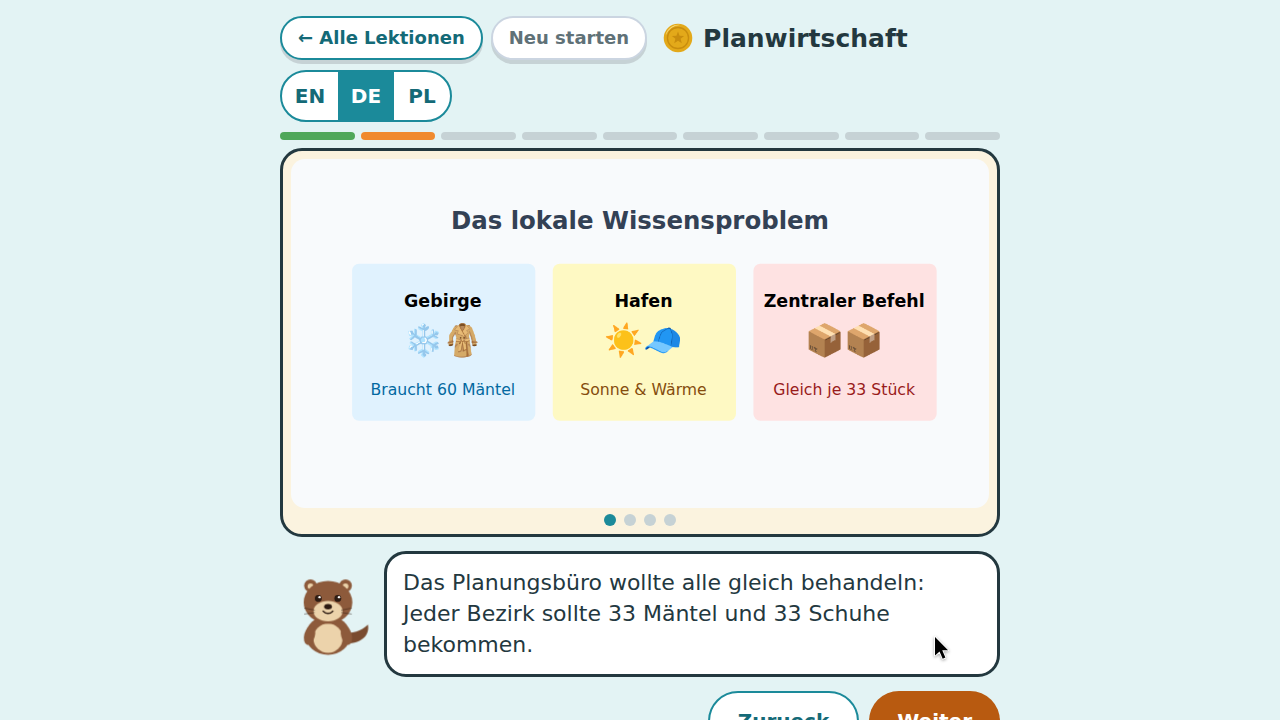 ← Alle Lektionen
Neu starten
Planwirtschaft
EN DE PL
Das lokale Wissensproblem
Gebirge
Braucht 60 Mäntel
Hafen
Sonne & Wärme
Zentraler Befehl
Gleich je 33 Stück
Das Planungsbüro wollte alle gleich behandeln:
Jeder Bezirk sollte 33 Mäntel und 33 Schuhe
bekommen.
Zurueck
Weiter